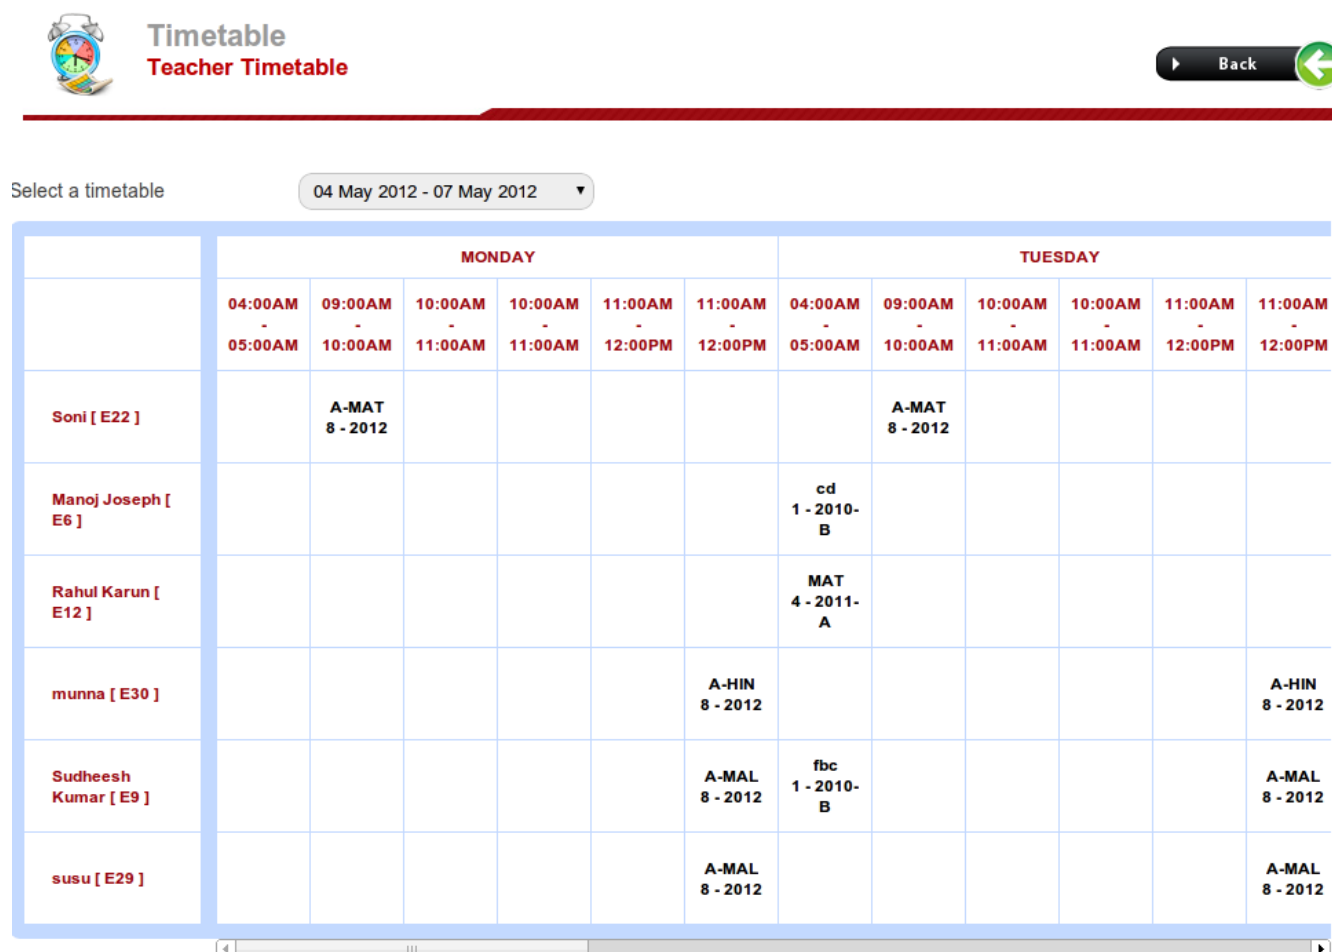 Timetable
Teacher Timetable
Back
Select a timetable
04 May 2012 - 07 May 2012
MONDAY TUESDAY
04:00AM 09:00AM 10:00AM 10:00AM 11:00AM 11:00AM 04:00AM 09:00AM 10:00AM 10:00AM 11:00AM 11:00AM
- - - - - - - - - - - -
05:00AM 10:00AM 11:00AM 11:00AM 12:00PM 12:00PM 05:00AM 10:00AM 11:00AM 11:00AM 12:00PM 12:00PM
Soni [ E22 ]
A-MAT
8 - 2012
A-MAT
8 - 2012
Manoj Joseph [
E6 ]
cd
1 - 2010-
B
Rahul Karun [
E12 ]
MAT
4 - 2011-
A
munna [ E30 ]
A-HIN
8 - 2012
A-HIN
8 - 2012
Sudheesh
Kumar [ E9 ]
A-MAL
8 - 2012
fbc
1 - 2010-
B
A-MAL
8 - 2012
susu [ E29 ]
A-MAL
8 - 2012
A-MAL
8 - 2012